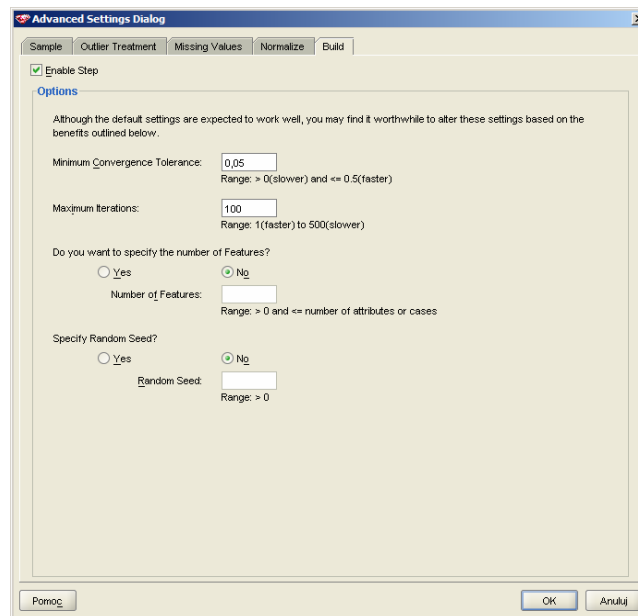 Advanced Settings Dialog
Sample Outlier Treatment Missing Values Normalize Build
Enable Step
Options
Although the default settings are expected to work well, you may find it worthwhile to alter these settings based on the
benefits outlined below.
Minimum Convergence Tolerance: 0,05
Range: > 0(slower) and <= 0.5(faster)
Maximum Iterations: 100
Range: 1(faster) to 500(slower)
Do you want to specify the number of Features?
Yes No
Number of Features:
Range: > 0 and <= number of attributes or cases
Specify Random Seed?
Yes No
Random Seed:
Range: > 0
Pomoc OK Anuluj